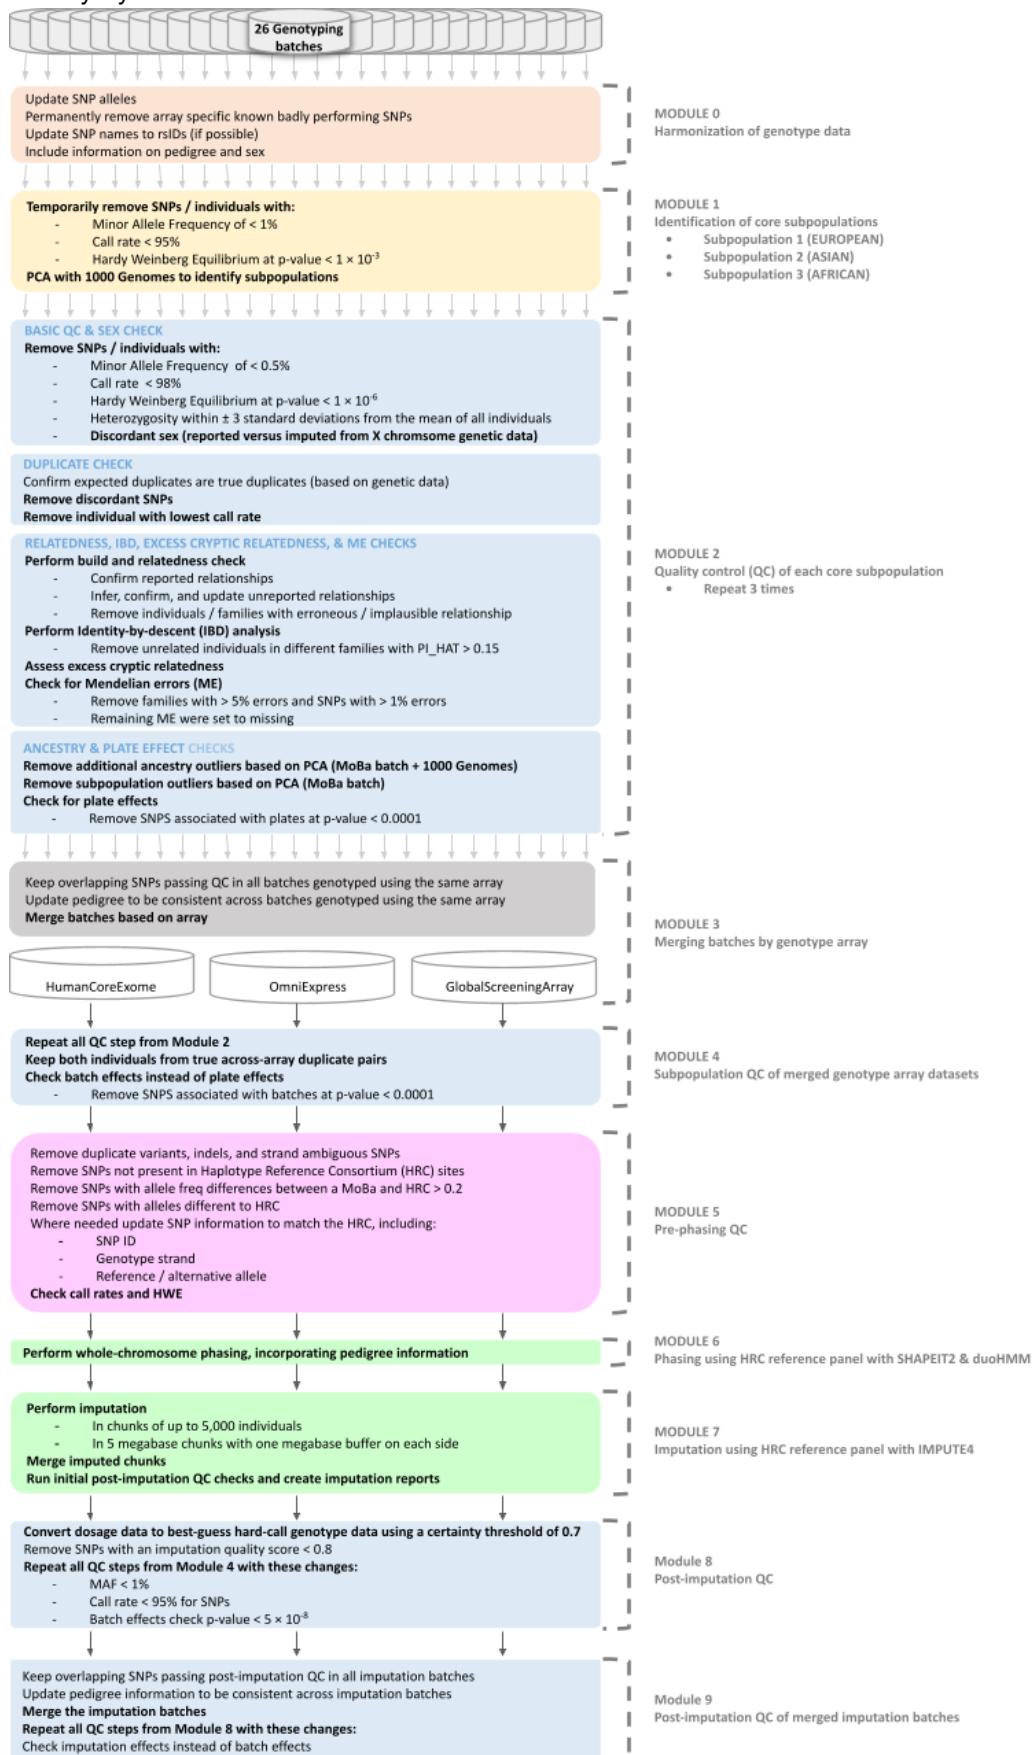 26 Genotyping
batches
Update SNP alleles
Permanently remove array specific known badly performing SNPs
Update SNP names to rsIDs (if possible)
Include information on pedigree and sex
MODULE 0
Harmonization of genotype data
Temporarily remove SNPs / individuals with:
- Minor Allele Frequency of < 1%
- Call rate < 95%
- Hardy Weinberg Equilibrium at p-value < 1 × 10⁻³
PCA with 1000 Genomes to identify subpopulations
MODULE 1
Identification of core subpopulations
• Subpopulation 1 (EUROPEAN)
• Subpopulation 2 (ASIAN)
• Subpopulation 3 (AFRICAN)
BASIC QC & SEX CHECK
Remove SNPs / individuals with:
- Minor Allele Frequency of < 0.5%
- Call rate < 98%
- Hardy Weinberg Equilibrium at p-value < 1 × 10⁻⁶
- Heterozygosity within ± 3 standard deviations from the mean of all individuals
- Discordant sex (reported versus imputed from X chromsome genetic data)
DUPLICATE CHECK
Confirm expected duplicates are true duplicates (based on genetic data)
Remove discordant SNPs
Remove individual with lowest call rate
RELATEDNESS, IBD, EXCESS CRYPTIC RELATEDNESS, & ME CHECKS
Perform build and relatedness check
- Confirm reported relationships
- Infer, confirm, and update unreported relationships
- Remove individuals / families with erroneous / implausible relationship
Perform Identity-by-descent (IBD) analysis
- Remove unrelated individuals in different families with PI_HAT > 0.15
Assess excess cryptic relatedness
Check for Mendelian errors (ME)
- Remove families with > 5% errors and SNPs with > 1% errors
- Remaining ME were set to missing
ANCESTRY & PLATE EFFECT CHECKS
Remove additional ancestry outliers based on PCA (MoBa batch + 1000 Genomes)
Remove subpopulation outliers based on PCA (MoBa batch)
Check for plate effects
- Remove SNPS associated with plates at p-value < 0.0001
MODULE 2
Quality control (QC) of each core subpopulation
• Repeat 3 times
Keep overlapping SNPs passing QC in all batches genotyped using the same array
Update pedigree to be consistent across batches genotyped using the same array
Merge batches based on array
HumanCoreExome
OmniExpress
GlobalScreeningArray
MODULE 3
Merging batches by genotype array
Repeat all QC step from Module 2
Keep both individuals from true across-array duplicate pairs
Check batch effects instead of plate effects
- Remove SNPS associated with batches at p-value < 0.0001
MODULE 4
Subpopulation QC of merged genotype array datasets
Remove duplicate variants, indels, and strand ambiguous SNPs
Remove SNPs not present in Haplotype Reference Consortium (HRC) sites
Remove SNPs with allele freq differences between a MoBa and HRC > 0.2
Remove SNPs with alleles different to HRC
Where needed update SNP information to match the HRC, including:
- SNP ID
- Genotype strand
- Reference / alternative allele
Check call rates and HWE
MODULE 5
Pre-phasing QC
Perform whole-chromosome phasing, incorporating pedigree information
MODULE 6
Phasing using HRC reference panel with SHAPEIT2 & duoHMM
Perform imputation
- In chunks of up to 5,000 individuals
- In 5 megabase chunks with one megabase buffer on each side
Merge imputed chunks
Run initial post-imputation QC checks and create imputation reports
MODULE 7
Imputation using HRC reference panel with IMPUTE4
Convert dosage data to best-guess hard-call genotype data using a certainty threshold of 0.7
Remove SNPs with an imputation quality score < 0.8
Repeat all QC steps from Module 4 with these changes:
- MAF < 1%
- Call rate < 95% for SNPs
- Batch effects check p-value < 5 × 10⁻⁸
Module 8
Post-imputation QC
Keep overlapping SNPs passing post-imputation QC in all imputation batches
Update pedigree information to be consistent across imputation batches
Merge the imputation batches
Repeat all QC steps from Module 8 with these changes:
Check imputation effects instead of batch effects
Module 9
Post-imputation QC of merged imputation batches